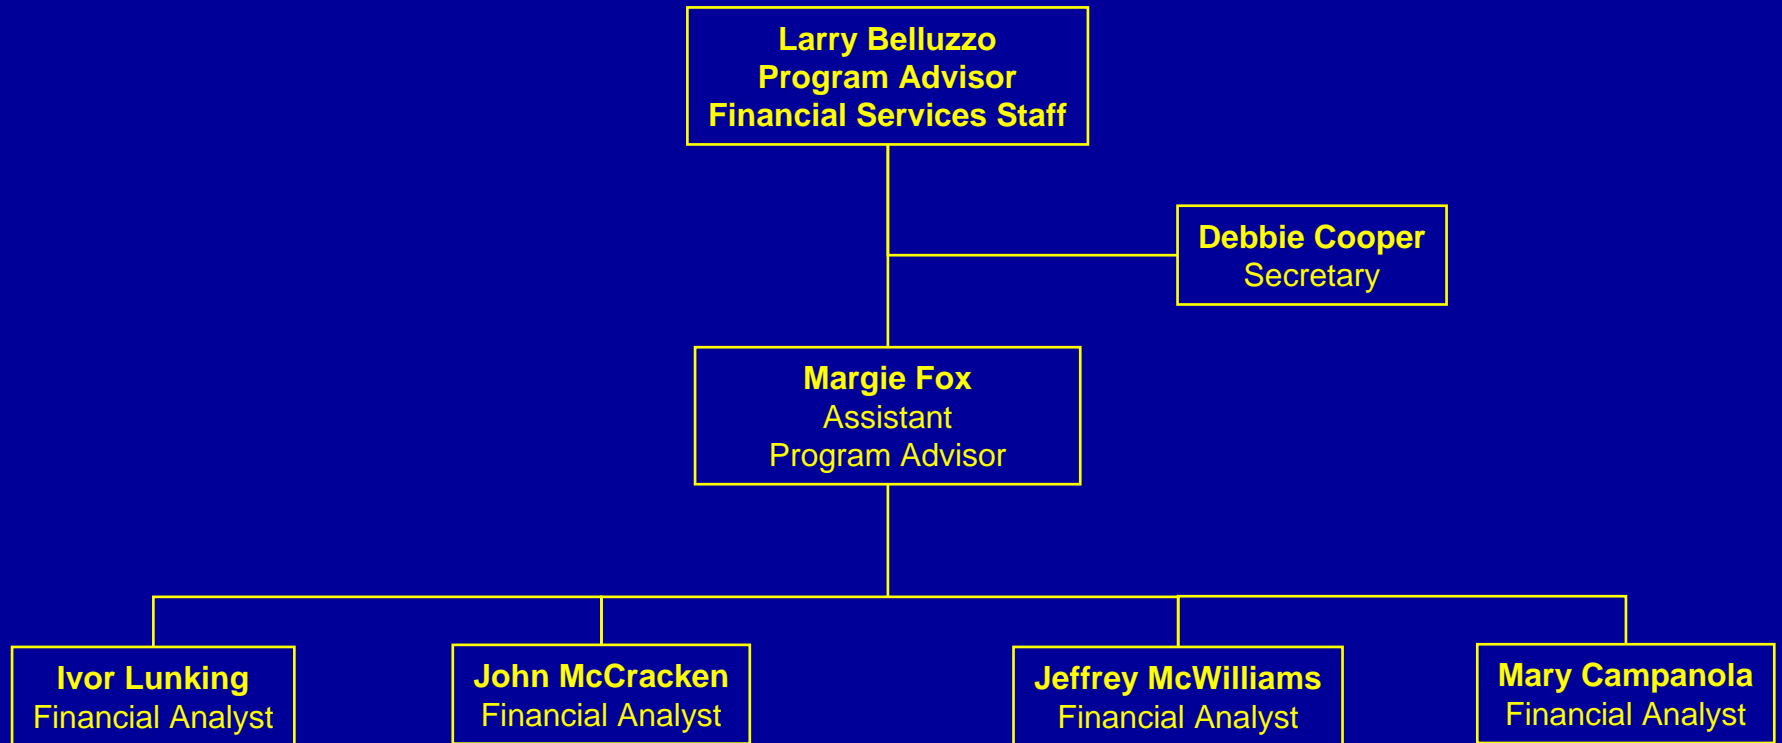 Larry Belluzzo
Program Advisor
Financial Services Staff
Debbie Cooper
Secretary
Margie Fox
Assistant
Program Advisor
Ivor Lunking
Financial Analyst
John McCracken
Financial Analyst
Jeffrey McWilliams
Financial Analyst
Mary Campanola
Financial Analyst